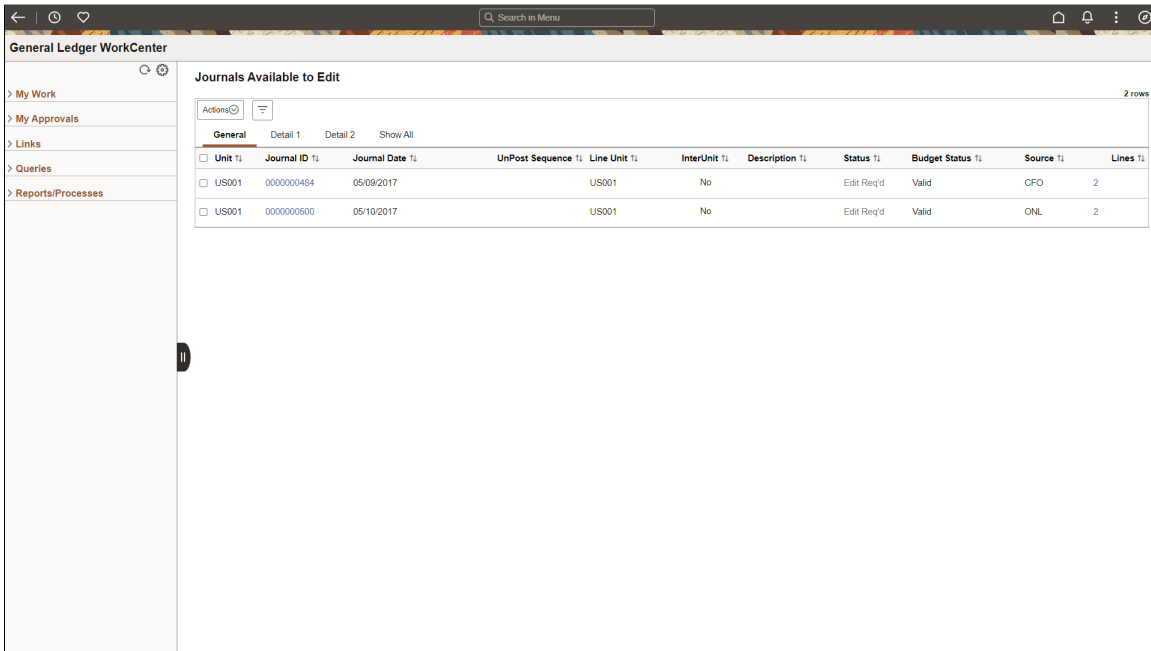 Search in Menu
General Ledger WorkCenter
My Work
My Approvals
Links
Queries
Reports/Processes
Journals Available to Edit
2 rows
Actions
General Detail 1 Detail 2 Show All
Unit Journal ID Journal Date UnPost Sequence Line Unit InterUnit Description Status Budget Status Source Lines
US001 0000000484 05/09/2017 US001 No Edit Req'd Valid CFO 2
US001 0000000500 05/10/2017 US001 No Edit Req'd Valid ONL 2